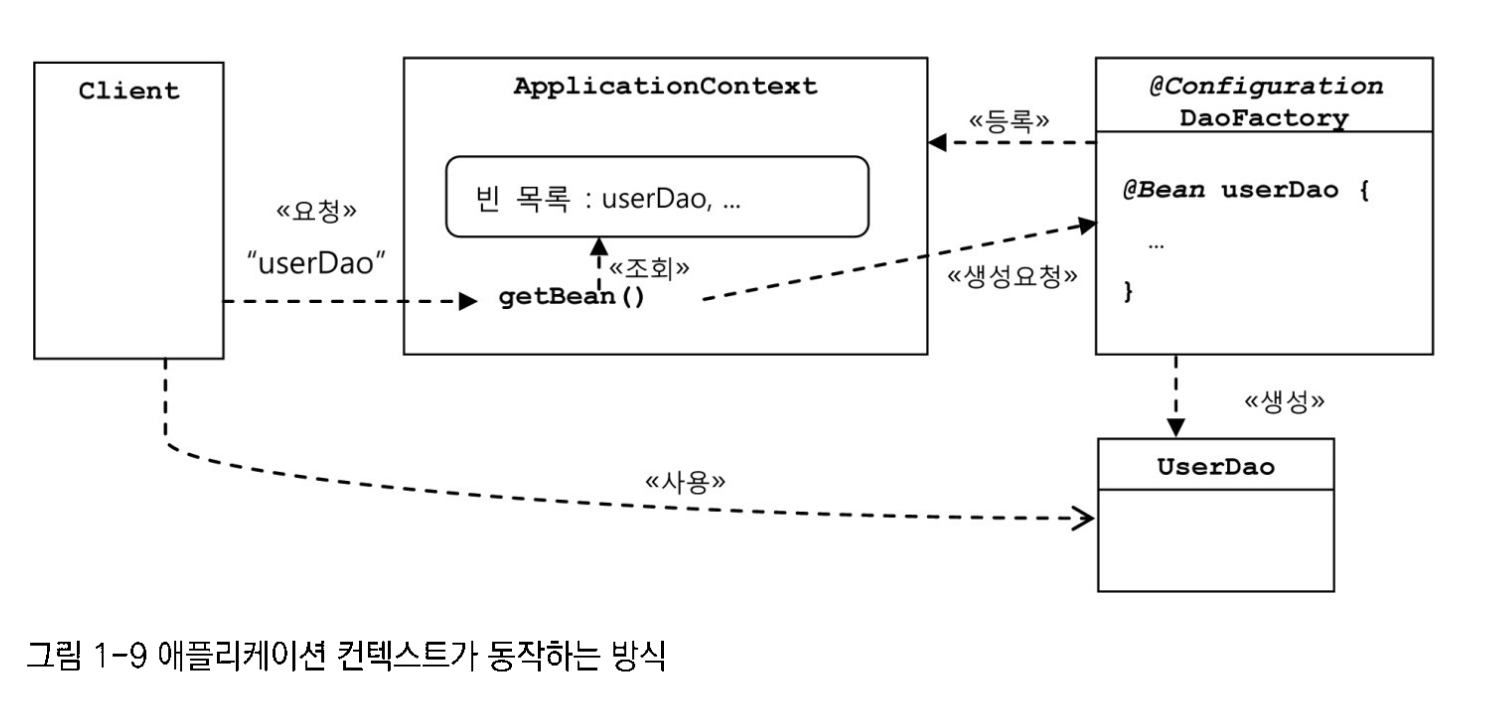 Client
«요청»
“userDao”
ApplicationContext
빈 목록 : userDao, ...
«조회»
getBean()
«등록»
«생성요청»
@Configuration
DaoFactory
@Bean userDao {
...
}
«생성»
UserDao
«사용»
그림 1-9 애플리케이션 컨텍스트가 동작하는 방식